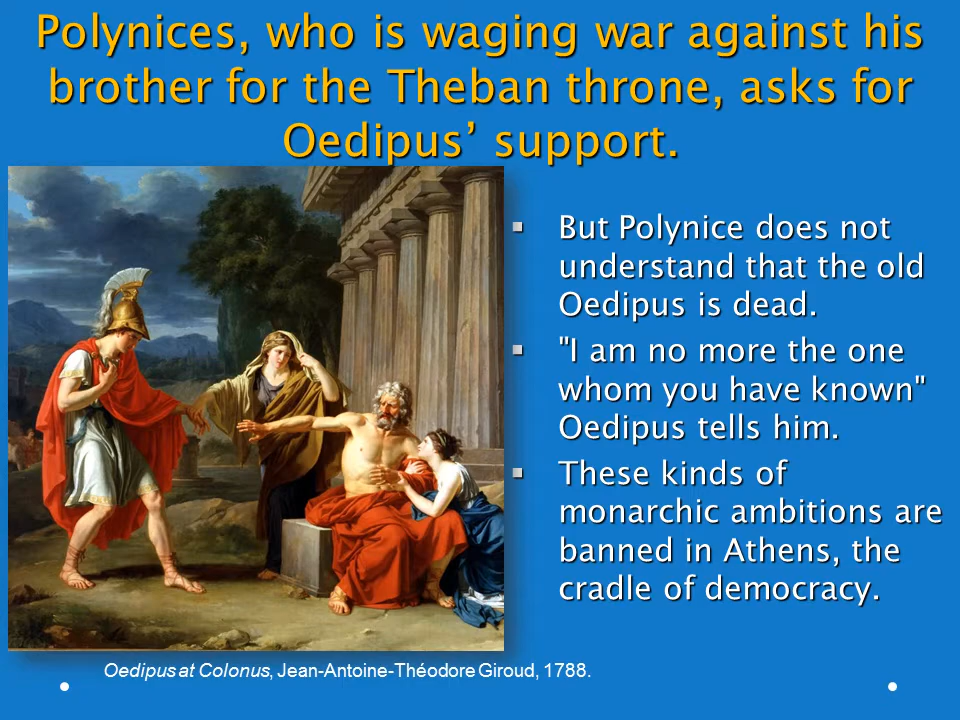 Polynices, who is waging war against his
brother for the Theban throne, asks for
Oedipus’ support.
▪ But Polynice does not
understand that the old
Oedipus is dead.
▪ "I am no more the one
whom you have known"
Oedipus tells him.
▪ These kinds of
monarchic ambitions are
banned in Athens, the
cradle of democracy.
Oedipus at Colonus, Jean-Antoine-Théodore Giroud, 1788.